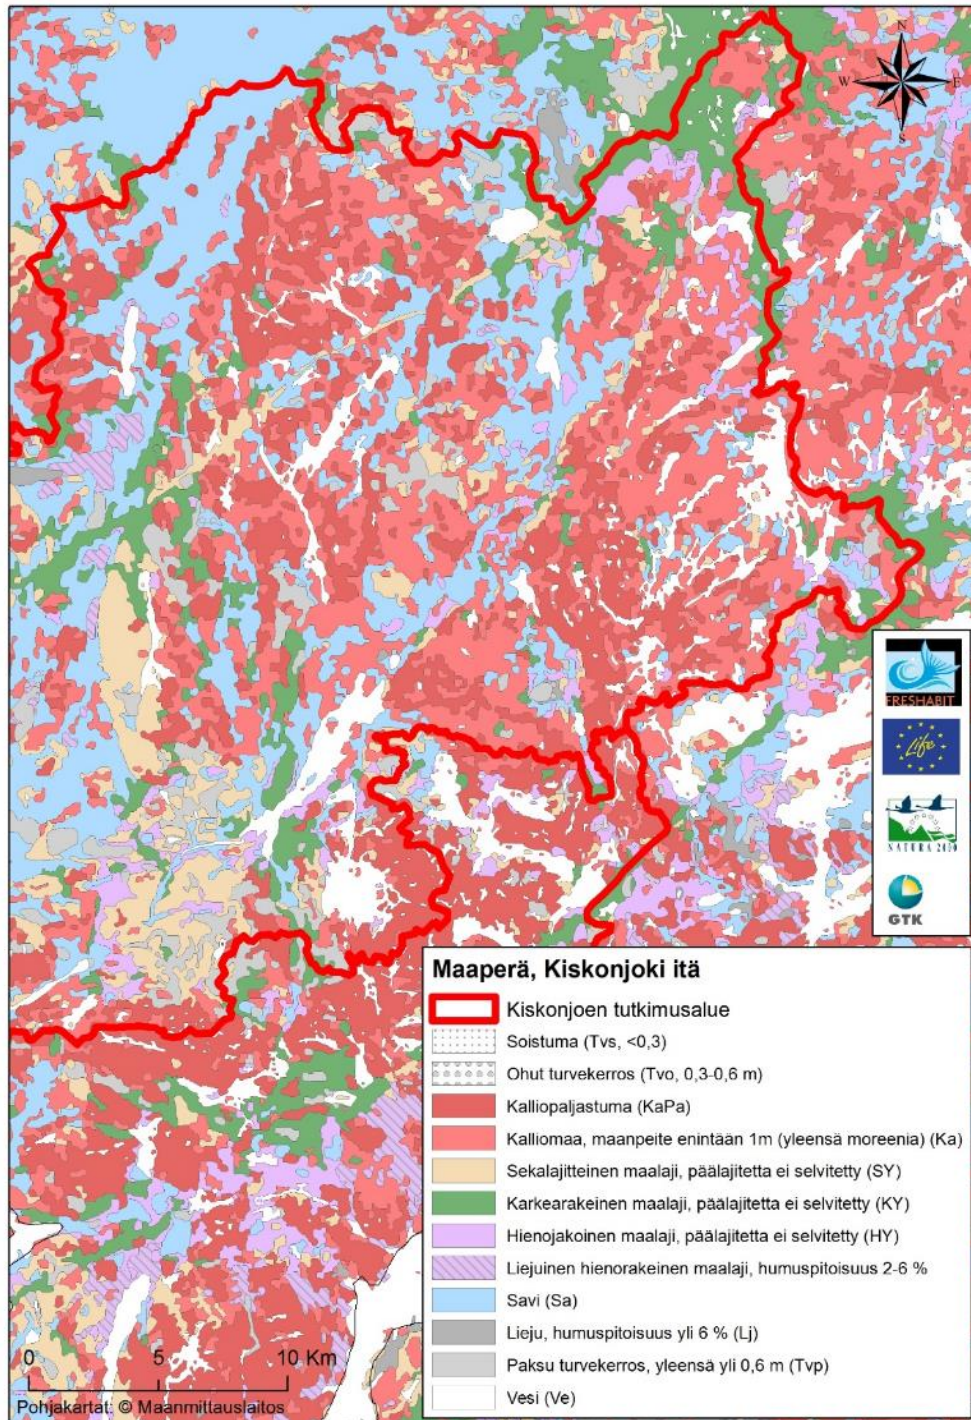 N
W
E
S
FRESHABIT
Life
NATURA 2000
GTK
Maaperä, Kiskonjoki itä
Kiskonjoen tutkimusalue
Soistuma (Tvs, <0,3)
Ohut turvekerros (Tvo, 0,3-0,6 m)
Kalliopaljastuma (KaPa)
Kalliomaa, maanpeite enintään 1m (yleensä moreenia) (Ka)
Sekalajitteinen maalaji, päälajitetta ei selvitetty (SY)
Karkearakeinen maalaji, päälajitetta ei selvitetty (KY)
Hienojakoinen maalaji, päälajitetta ei selvitetty (HY)
Liejuinen hienorakeinen maalaji, humuspitoisuus 2-6 %
Savi (Sa)
Lieju, humuspitoisuus yli 6 % (Lj)
Paksu turvekerros, yleensä yli 0,6 m (Tvp)
Vesi (Ve)
0 5 10 Km
Pohjakartat: © Maanmittauslaitos